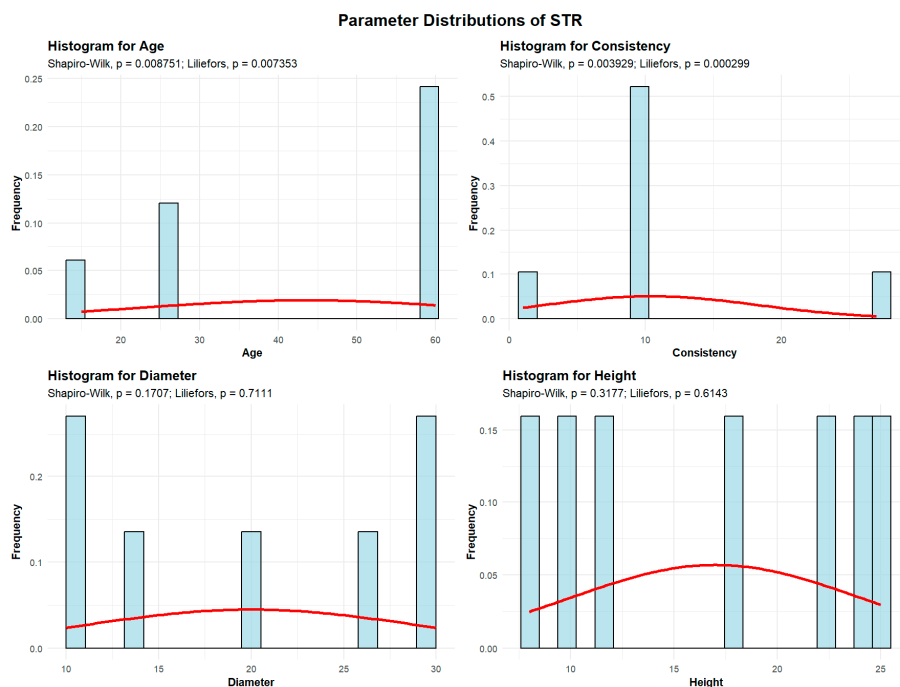 Parameter Distributions of STR
Histogram for Age
Shapiro-Wilk, p = 0.008751; Liliefors, p = 0.007353
0.25
0.20
0.15
0.10
0.05
0.00
Frequency
20 30 40 50 60
Age
Histogram for Consistency
Shapiro-Wilk, p = 0.003929; Liliefors, p = 0.000299
0.5
0.4
0.3
0.2
0.1
0.0
Frequency
0 10 20
Consistency
Histogram for Diameter
Shapiro-Wilk, p = 0.1707; Liliefors, p = 0.7111
0.2
0.1
0.0
Frequency
10 15 20 25 30
Diameter
Histogram for Height
Shapiro-Wilk, p = 0.3177; Liliefors, p = 0.6143
0.15
0.10
0.05
0.00
Frequency
10 15 20 25
Height